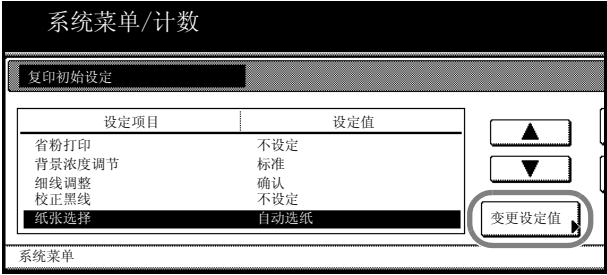 系统菜单/计数
复印初始设定
设定项目 设定值
省粉打印 不设定
背景浓度调节 标准
细线调整 确认
校正黑线 不设定
纸张选择 自动选纸
变更设定值
系统菜单